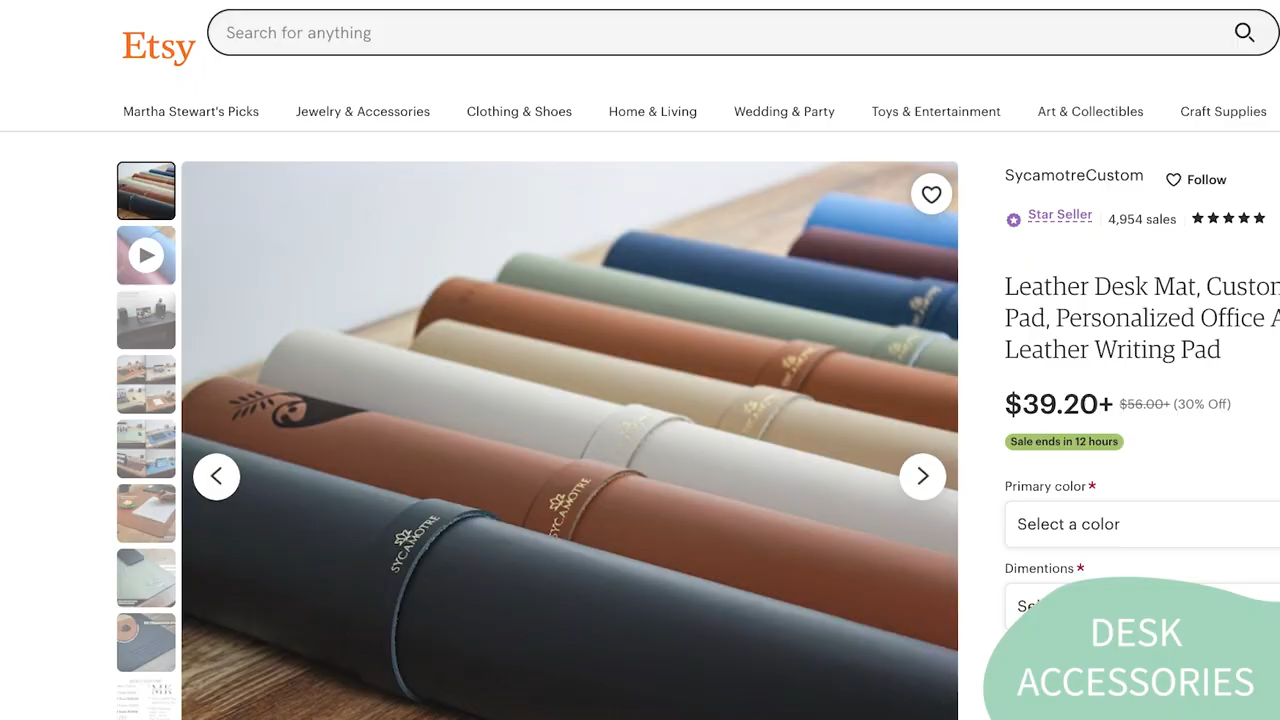 Etsy
Search for anything
Martha Stewart's Picks
Jewelry & Accessories
Clothing & Shoes
Home & Living
Wedding & Party
Toys & Entertainment
Art & Collectibles
Craft Supplies
SycamotreCustom
Follow
Star Seller
4,954 sales
Leather Desk Mat, Custom
Pad, Personalized Office A
Leather Writing Pad
$39.20+ $56.00+ (30% Off)
Sale ends in 12 hours
Primary color*
Select a color
Dimentions *
Se
SYCAMOTRE
SYCAMOTRE
DESK
ACCESSORIES